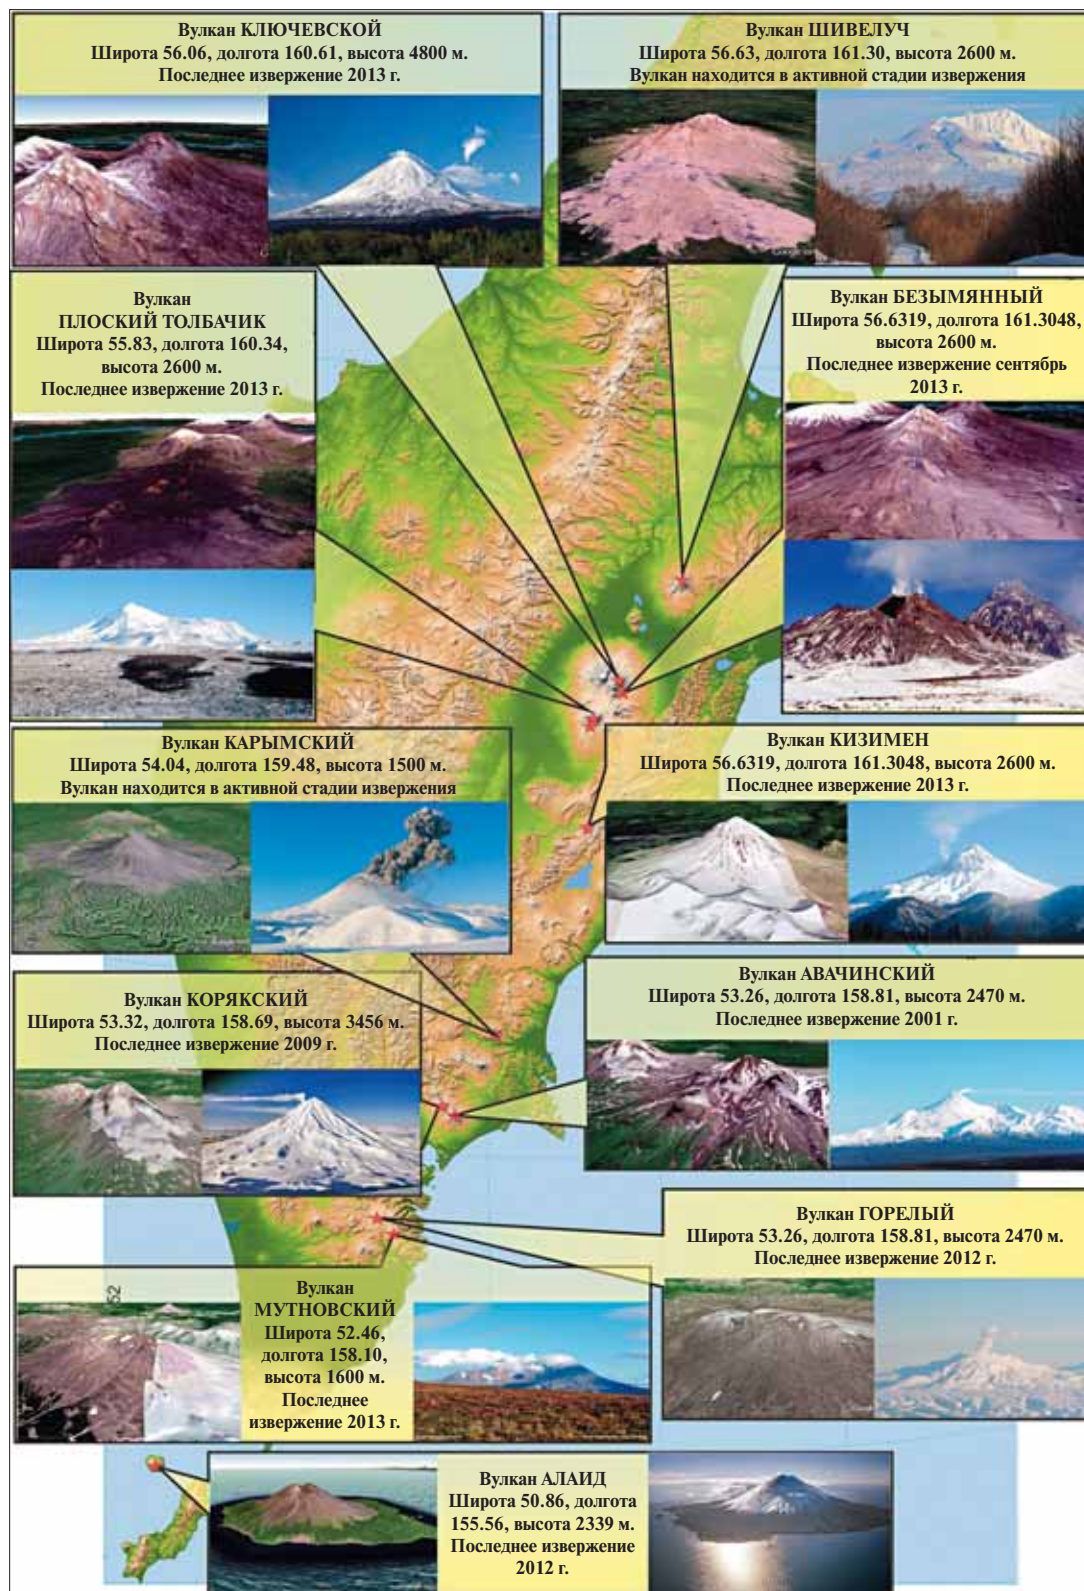 Вулкан КЛЮЧЕВСКОЙ
Широта 56.06, долгота 160.61, высота 4800 м.
Последнее извержение 2013 г.
Вулкан ШИВЕЛУЧ
Широта 56.63, долгота 161.30, высота 2600 м.
Вулкан находится в активной стадии извержения
Вулкан
ПЛОСКИЙ ТОЛБАЧИК
Широта 55.83, долгота 160.34,
высота 2600 м.
Последнее извержение 2013 г.
Вулкан БЕЗЫМЯННЫЙ
Широта 56.6319, долгота 161.3048,
высота 2600 м.
Последнее извержение сентябрь
2013 г.
Вулкан КАРЫМСКИЙ
Широта 54.04, долгота 159.48, высота 1500 м.
Вулкан находится в активной стадии извержения
Вулкан КИЗИМЕН
Широта 56.6319, долгота 161.3048, высота 2600 м.
Последнее извержение 2013 г.
Вулкан КОРЯКСКИЙ
Широта 53.32, долгота 158.69, высота 3456 м.
Последнее извержение 2009 г.
Вулкан АВАЧИНСКИЙ
Широта 53.26, долгота 158.81, высота 2470 м.
Последнее извержение 2001 г.
Вулкан ГОРЕЛЫЙ
Широта 53.26, долгота 158.81, высота 2470 м.
Последнее извержение 2012 г.
52
Вулкан
МУТНОВСКИЙ
Широта 52.46,
долгота 158.10,
высота 1600 м.
Последнее
извержение 2013 г.
Вулкан АЛАИД
Широта 50.86, долгота
155.56, высота 2339 м.
Последнее извержение
2012 г.